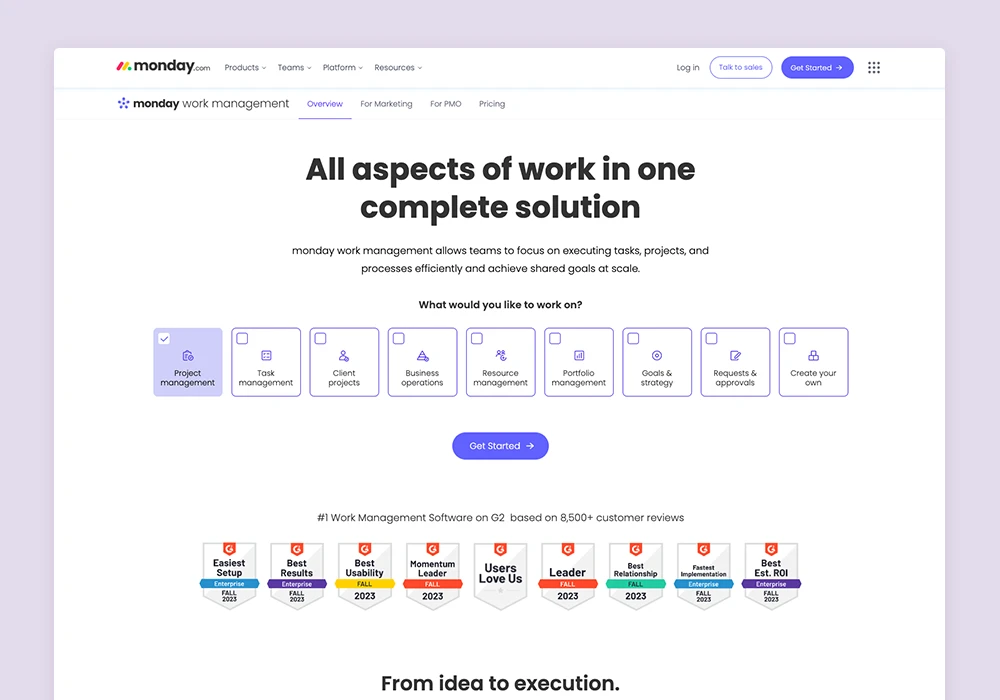 monday.com Products Teams Platform Resources Log in Talk to sales Get Started →
monday work management Overview For Marketing For PMO Pricing
All aspects of work in one
complete solution
monday work management allows teams to focus on executing tasks, projects, and
processes efficiently and achieve shared goals at scale.
What would you like to work on?
Project
management
Task
management
Client
projects
Business
operations
Resource
management
Portfolio
management
Goals &
strategy
Requests &
approvals
Create your
own
Get Started →
#1 Work Management Software on G2 based on 8,500+ customer reviews
Easiest
Setup
Enterprise
FALL
2023
Best
Results
Enterprise
FALL
2023
Best
Usability
FALL
2023
Momentum
Leader
FALL
2023
Users
Love Us
Leader
FALL
2023
Best
Relationship
FALL
2023
Fastest
Implementation
Enterprise
FALL
2023
Best
Est. ROI
Enterprise
FALL
2023
From idea to execution.